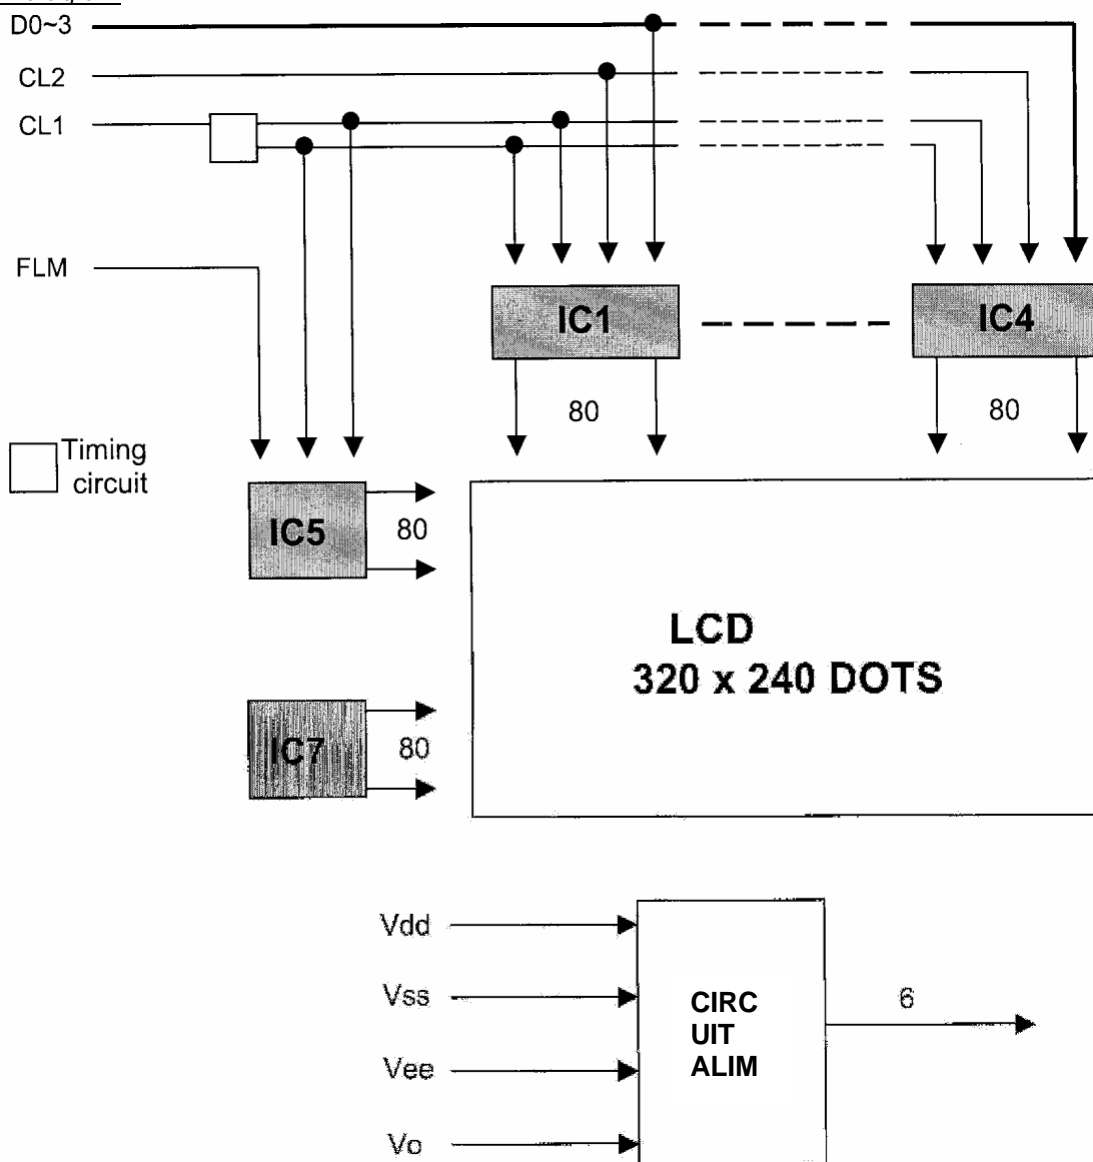 D0~3
CL2
CL1
FLM
IC1
IC4
80
80
Timing
circuit
IC5
80
LCD
320 x 240 DOTS
IC7
80
Vdd
Vss
Vee
Vo
CIRC
UIT
ALIM
6